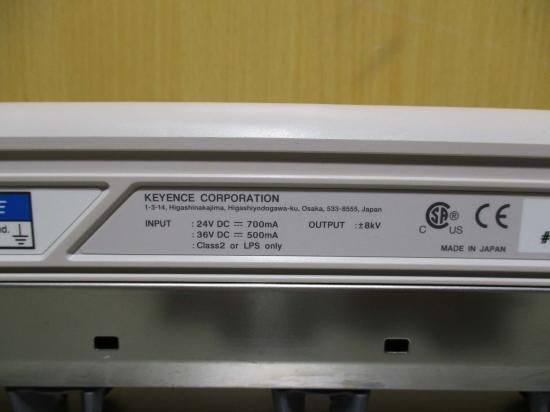 KEYENCE CORPORATION
1-3-14, Higashinakajima, Higashiyodogawa-ku, Osaka, 533-8555, Japan
INPUT : 24V DC ⎓ 700mA OUTPUT : ±8kV
: 36V DC ⎓ 500mA
: Class2 or LPS only
E
d.
C SA ® US CE
MADE IN JAPAN
#